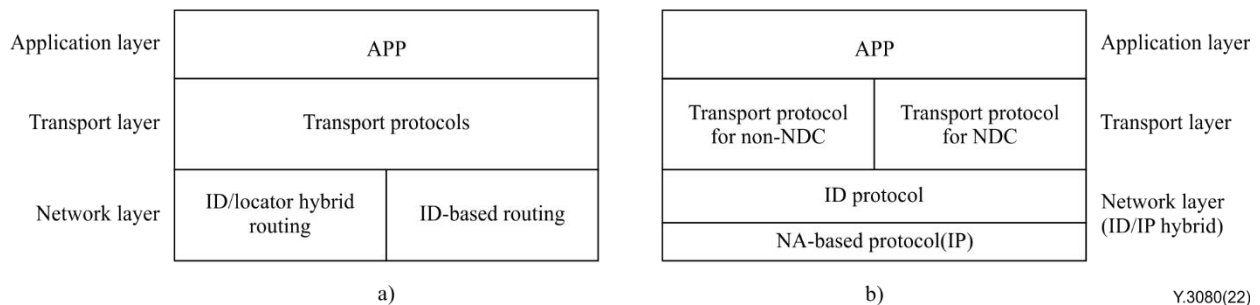 Application layer
APP
Transport layer
Transport protocols
Network layer
ID/locator hybrid
routing
ID-based routing
a)
APP
Application layer
Transport protocol
for non-NDC
Transport protocol
for NDC
Transport layer
ID protocol
NA-based protocol(IP)
Network layer
(ID/IP hybrid)
b)
Y.3080(22)